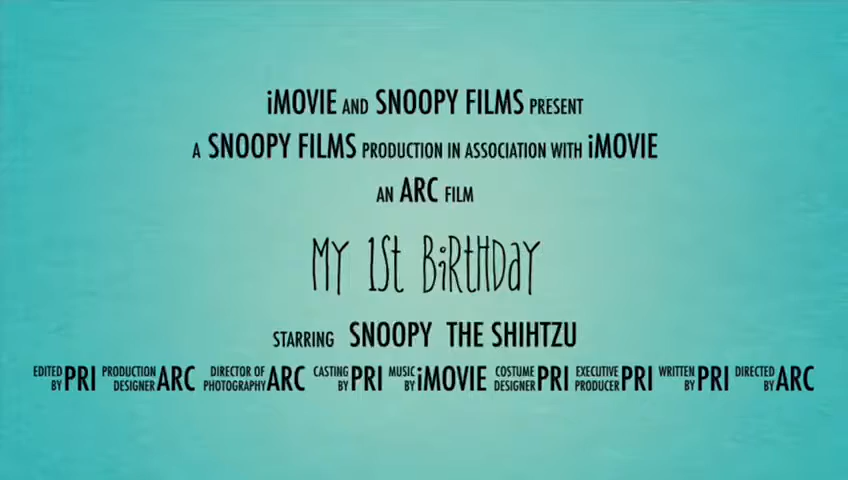 iMOVIE AND SNOOPY FILMS PRESENT
A SNOOPY FILMS PRODUCTION IN ASSOCIATION WITH iMOVIE
AN ARC FILM
MY 1St BiRtHDaY
STARRING SNOOPY THE SHIHTZU
EDITED BY PRI PRODUCTION DESIGNER ARC DIRECTOR OF PHOTOGRAPHY ARC CASTING BY PRI MUSIC BY iMOVIE COSTUME DESIGNER PRI EXECUTIVE PRODUCER PRI WRITTEN BY PRI DIRECTED BY ARC